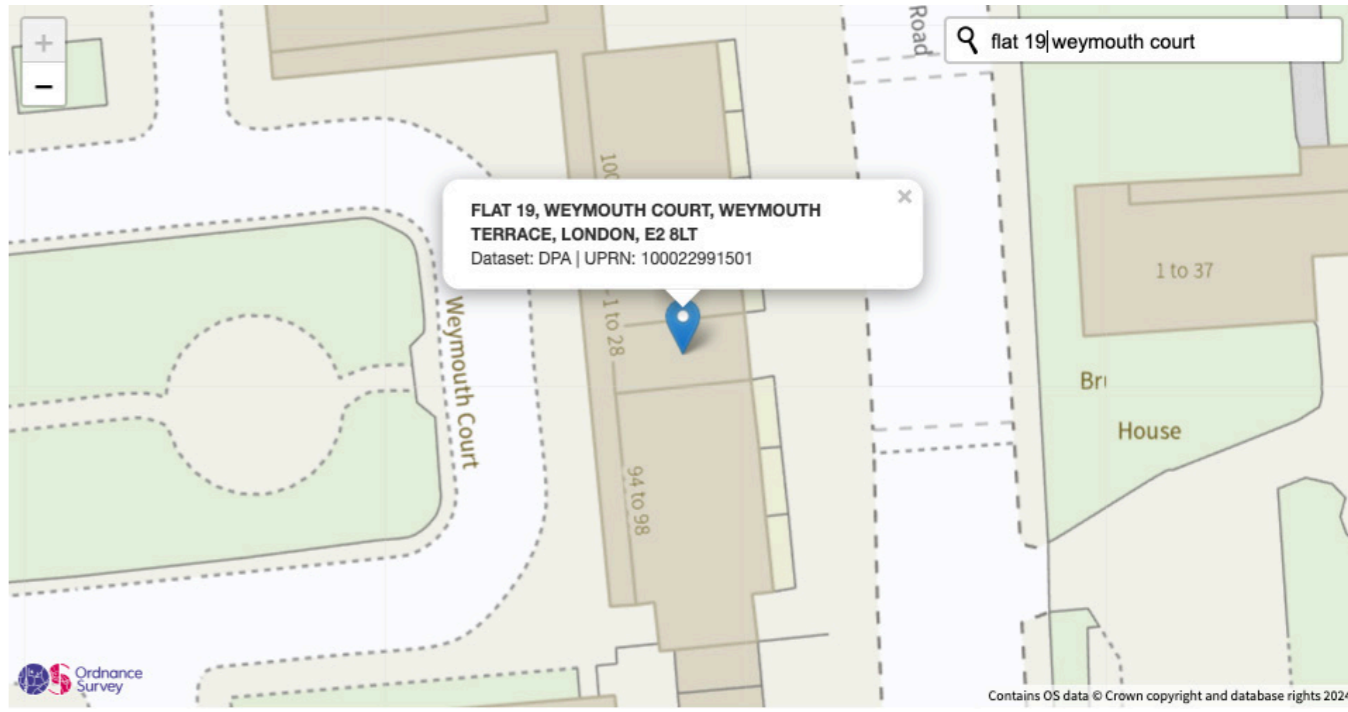 +
−
Road
flat 19 weymouth court
100
FLAT 19, WEYMOUTH COURT, WEYMOUTH
TERRACE, LONDON, E2 8LT
Dataset: DPA | UPRN: 100022991501
×
1 to 37
1 to 28
Weymouth Court
Bru
House
94 to 98
Ordnance
Survey
Contains OS data © Crown copyright and database rights 2024